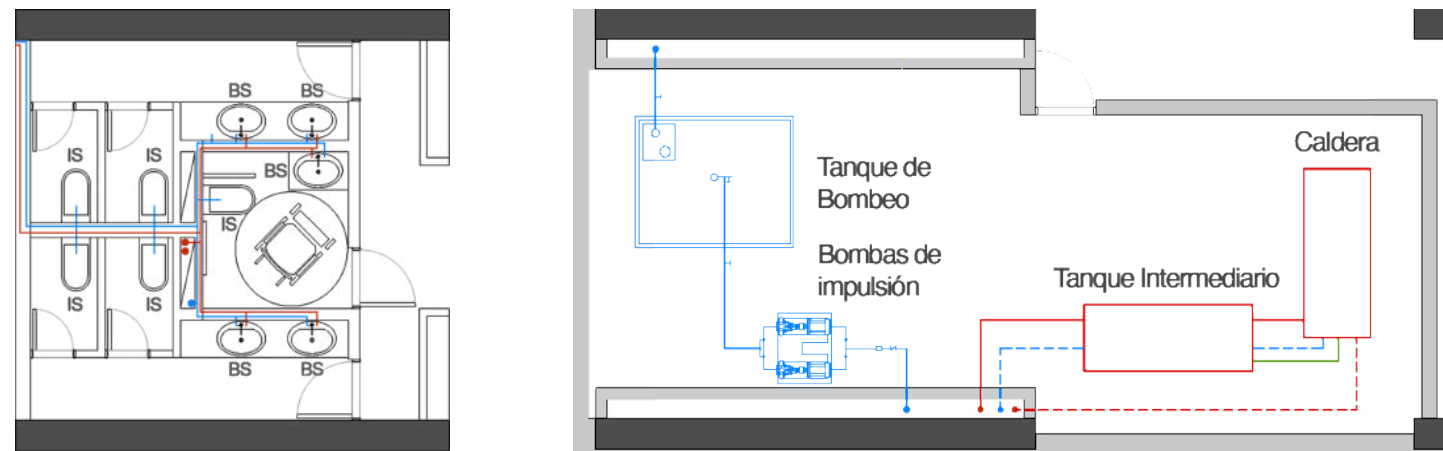 BS BS
IS IS
BS
IS
IS IS
BS BS
Tanque de
Bombeo
Bombas de
impulsión
Caldera
Tanque Intermediario